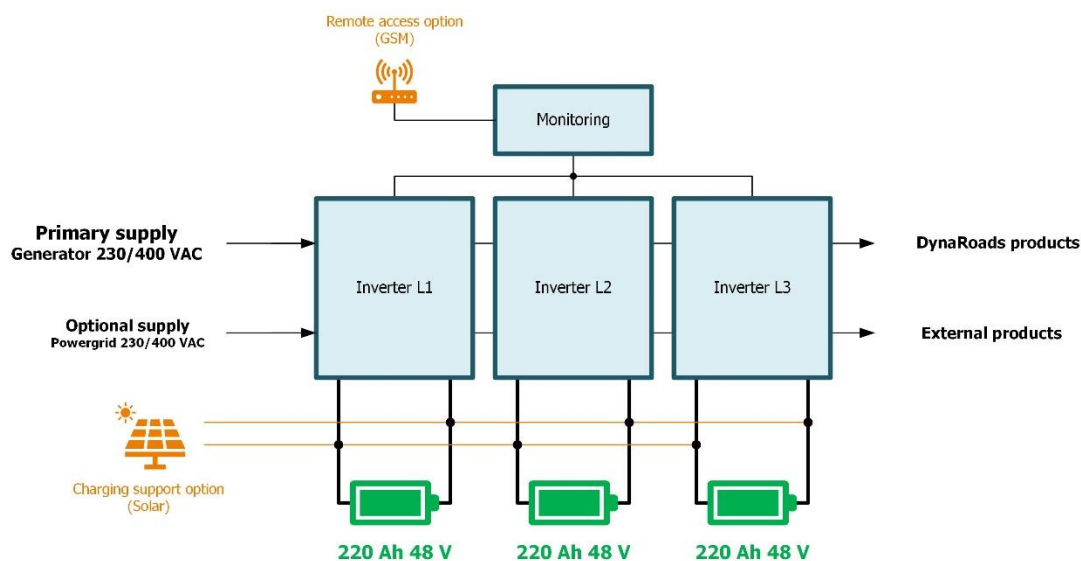 Remote access option
(GSM)
Monitoring
Primary supply
Generator 230/400 VAC
Optional supply
Powergrid 230/400 VAC
Inverter L1
Inverter L2
Inverter L3
DynaRoads products
External products
Charging support option
(Solar)
220 Ah 48 V
220 Ah 48 V
220 Ah 48 V